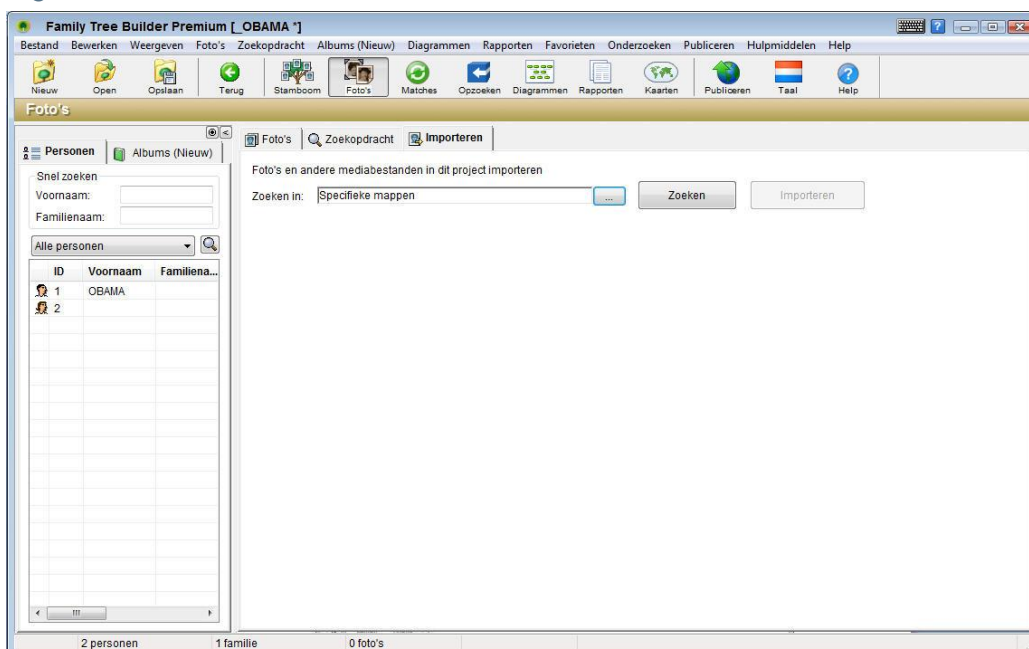 Family Tree Builder Premium [_OBAMA *]
Bestand Bewerken Weergeven Foto's Zoekopdracht Albums (Nieuw) Diagrammen Rapporten Favorieten Onderzoeken Publiceren Hulpmiddelen Help
Nieuw Open Opslaan Terug Stamboom Foto's Matches Opzoeken Diagrammen Rapporten Kaarten Publiceren Taal Help
Foto's
Personen Albums (Nieuw) Foto's Zoekopdracht Importeren
Snel zoeken
Voornaam:
Familienaam:
Foto's en andere mediabestanden in dit project importeren
Zoeken in: Specifieke mappen ... Zoeken Importeren
Alle personen
ID Voornaam Familiena...
1 OBAMA
2
2 personen 1 familie 0 foto's